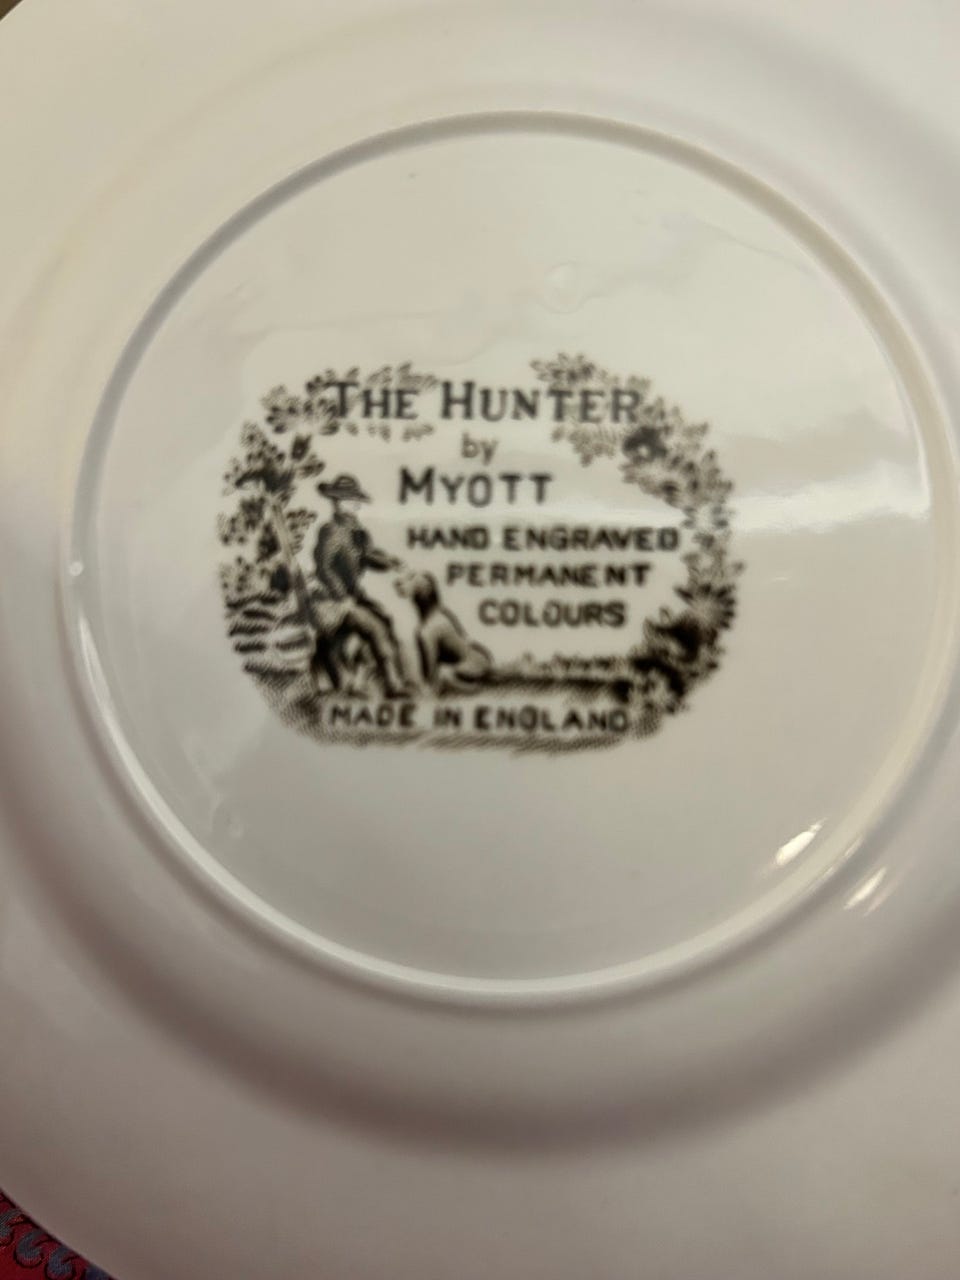 THE HUNTER
by
MYOTT
HAND ENGRAVED
PERMANENT
COLOURS
MADE IN ENGLAND